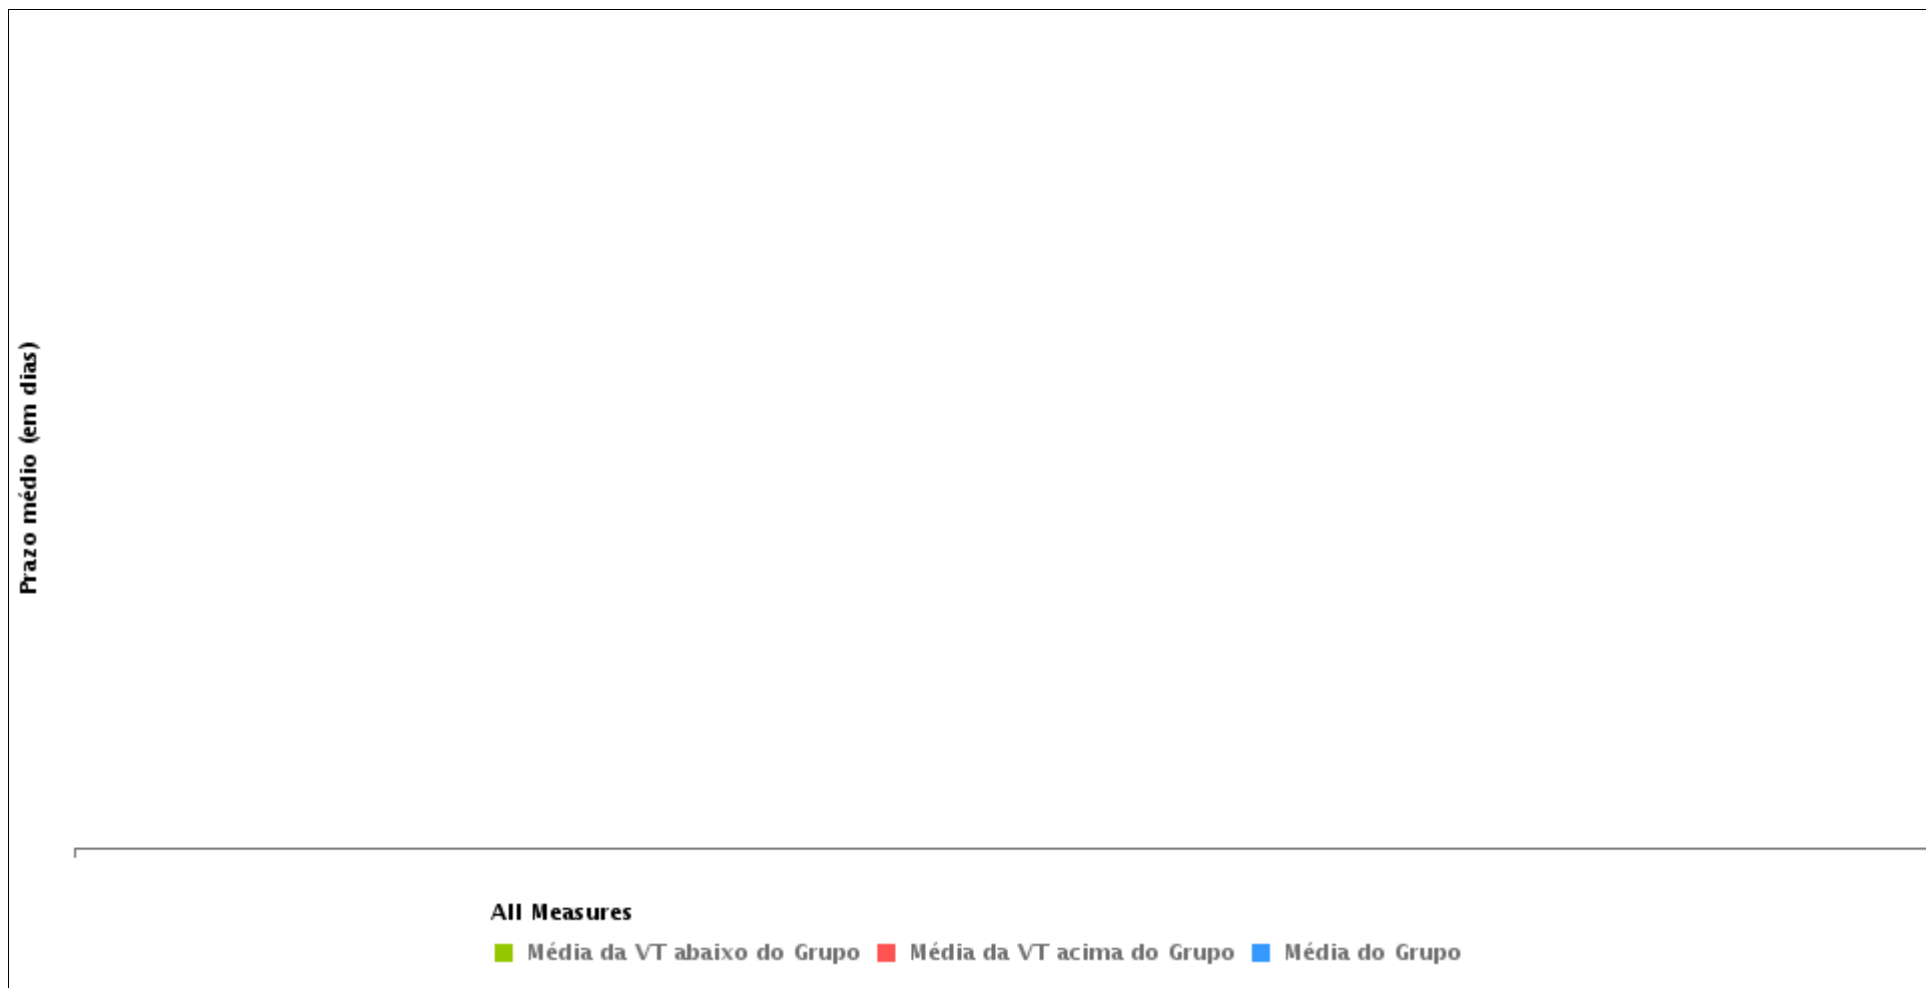 Prazo médio (em dias)
All Measures
Média da VT abaixo do Grupo Média da VT acima do Grupo Média do Grupo